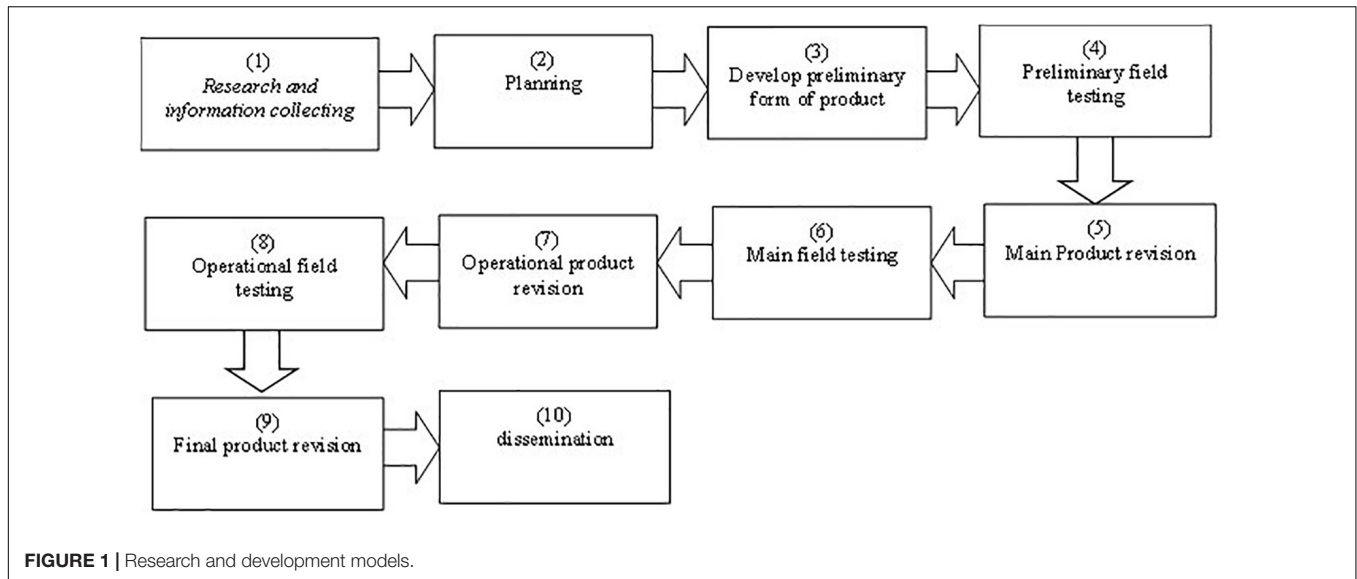 (1)
Research and
information collecting
(2)
Planning
(3)
Develop preliminary
form of product
(4)
Preliminary field
testing
(5)
Main Product revision
(6)
Main field testing
(7)
Operational product
revision
(8)
Operational field
testing
(9)
Final product revision
(10)
dissemination
FIGURE 1 | Research and development models.